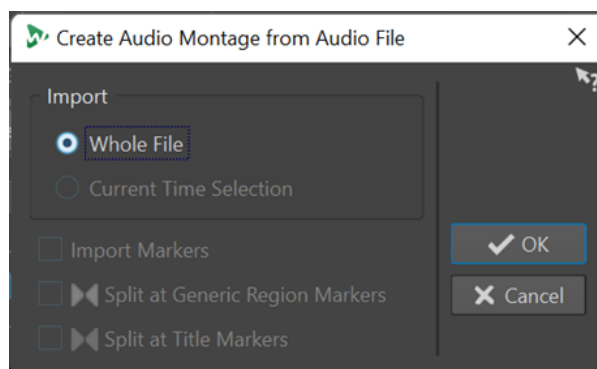 Create Audio Montage from Audio File
Import
Whole File
Current Time Selection
Import Markers
Split at Generic Region Markers
Split at Title Markers
OK
Cancel